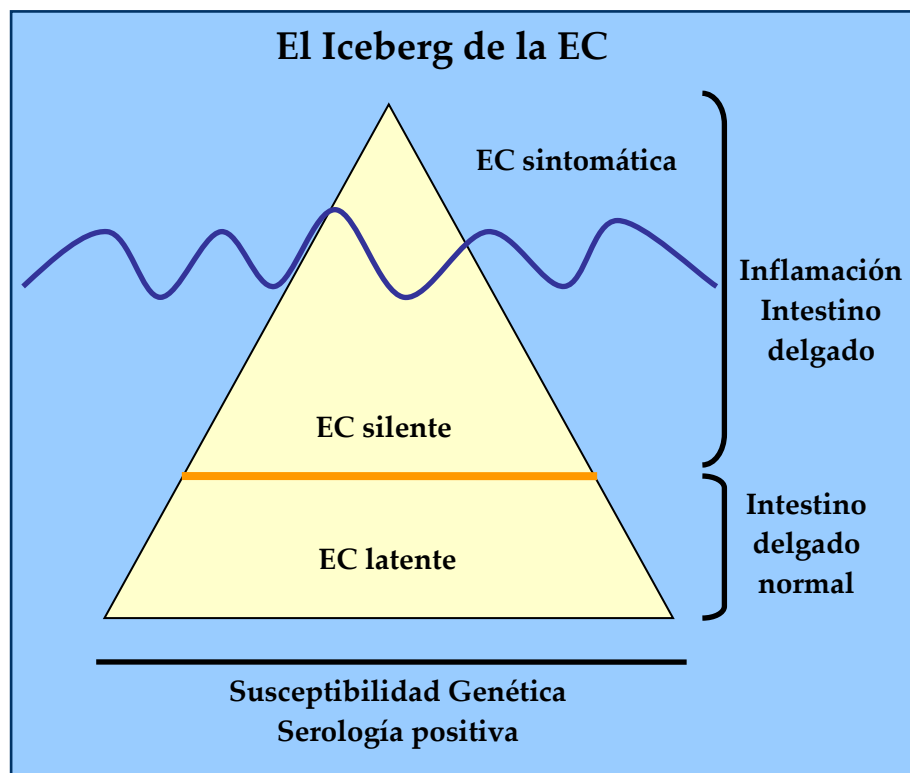 El Iceberg de la EC
EC sintomática
Inflamación
Intestino
delgado
EC silente
Intestino
delgado
normal
EC latente
Susceptibilidad Genética
Serología positiva